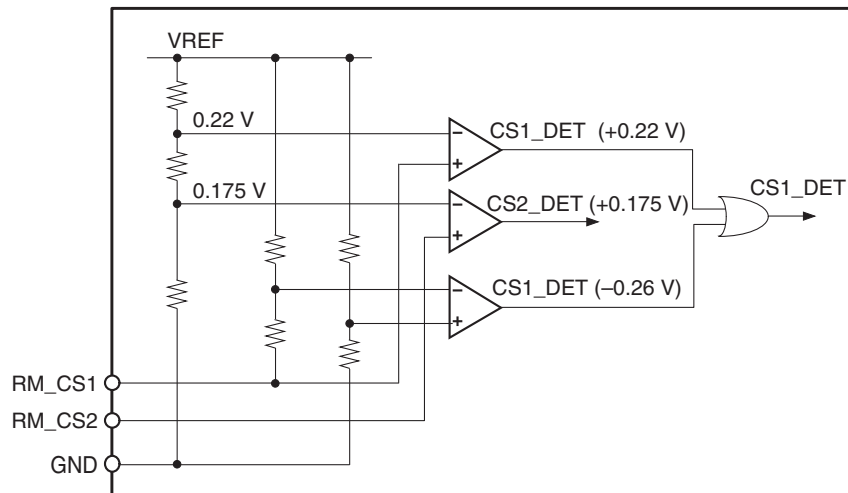 VREF
0.22 V
CS1_DET (+0.22 V)
CS1_DET
0.175 V
CS2_DET (+0.175 V)
CS1_DET (–0.26 V)
RM_CS1
RM_CS2
GND